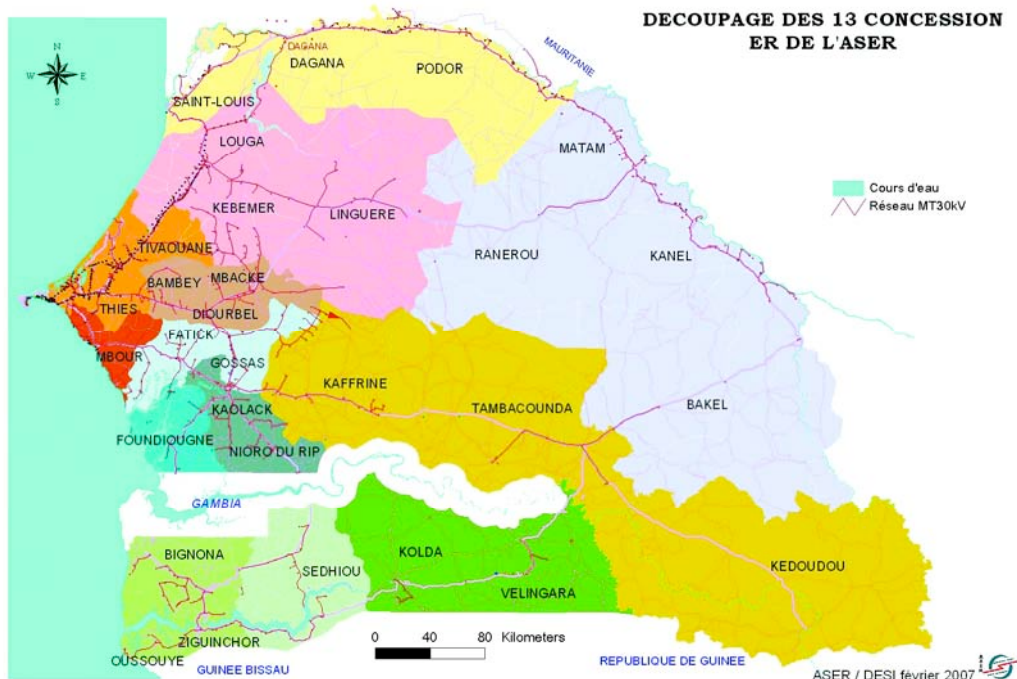 DECOUPAGE DES 13 CONCESSION
ER DE L'ASER
N
W E
S
DAGANA
DAGANA
PODOR
MAURITANIE
SAINT-LOUIS
LOUGA
MATAM
Cours d'eau
Réseau MT30kV
KEBEMER
LINGUERE
TIVAOUANE
RANEROU
KANEL
BAMBEY
MBACKE
THIES
DIOURBEL
FATICK
MBOUR
GOSSAS
KAFFRINE
TAMBACOUNDA
BAKEL
KAOLACK
FOUNDIOUGNE
NIORO DU RIP
GAMBIA
BIGNONA
SEDHIOU
KOLDA
KEDOUDOU
VELINGARA
ZIGUINCHOR
0 40 80 Kilometers
OUSSOUYE
GUINEE BISSAU
REPUBLIQUE DE GUINEE
ASER / DESI février 2007